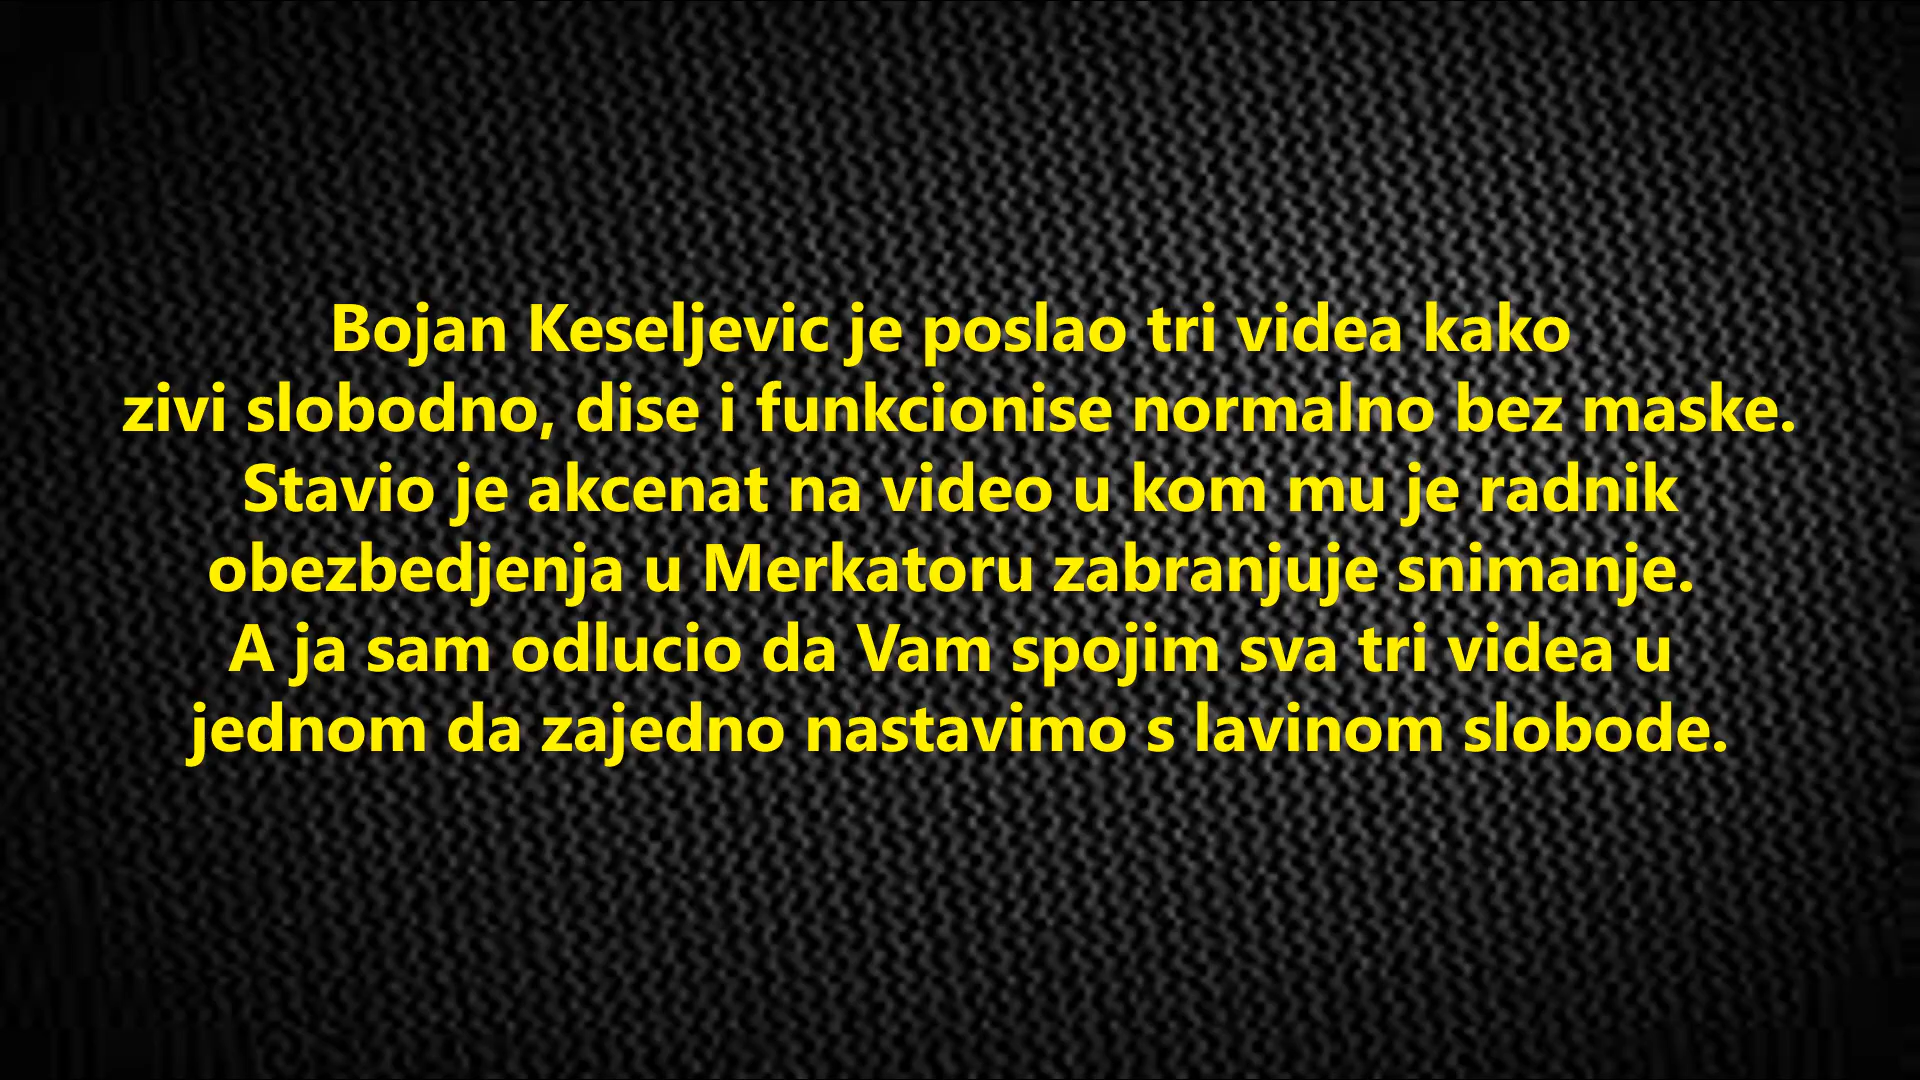 Bojan Keseljevic je poslao tri videa kako
zivi slobodno, dise i funkcionise normalno bez maske.
Stavio je akcenat na video u kom mu je radnik
obezbedjenja u Merkatoru zabranjuje snimanje.
A ja sam odlucio da Vam spojim sva tri videa u
jednom da zajedno nastavimo s lavinom slobode.